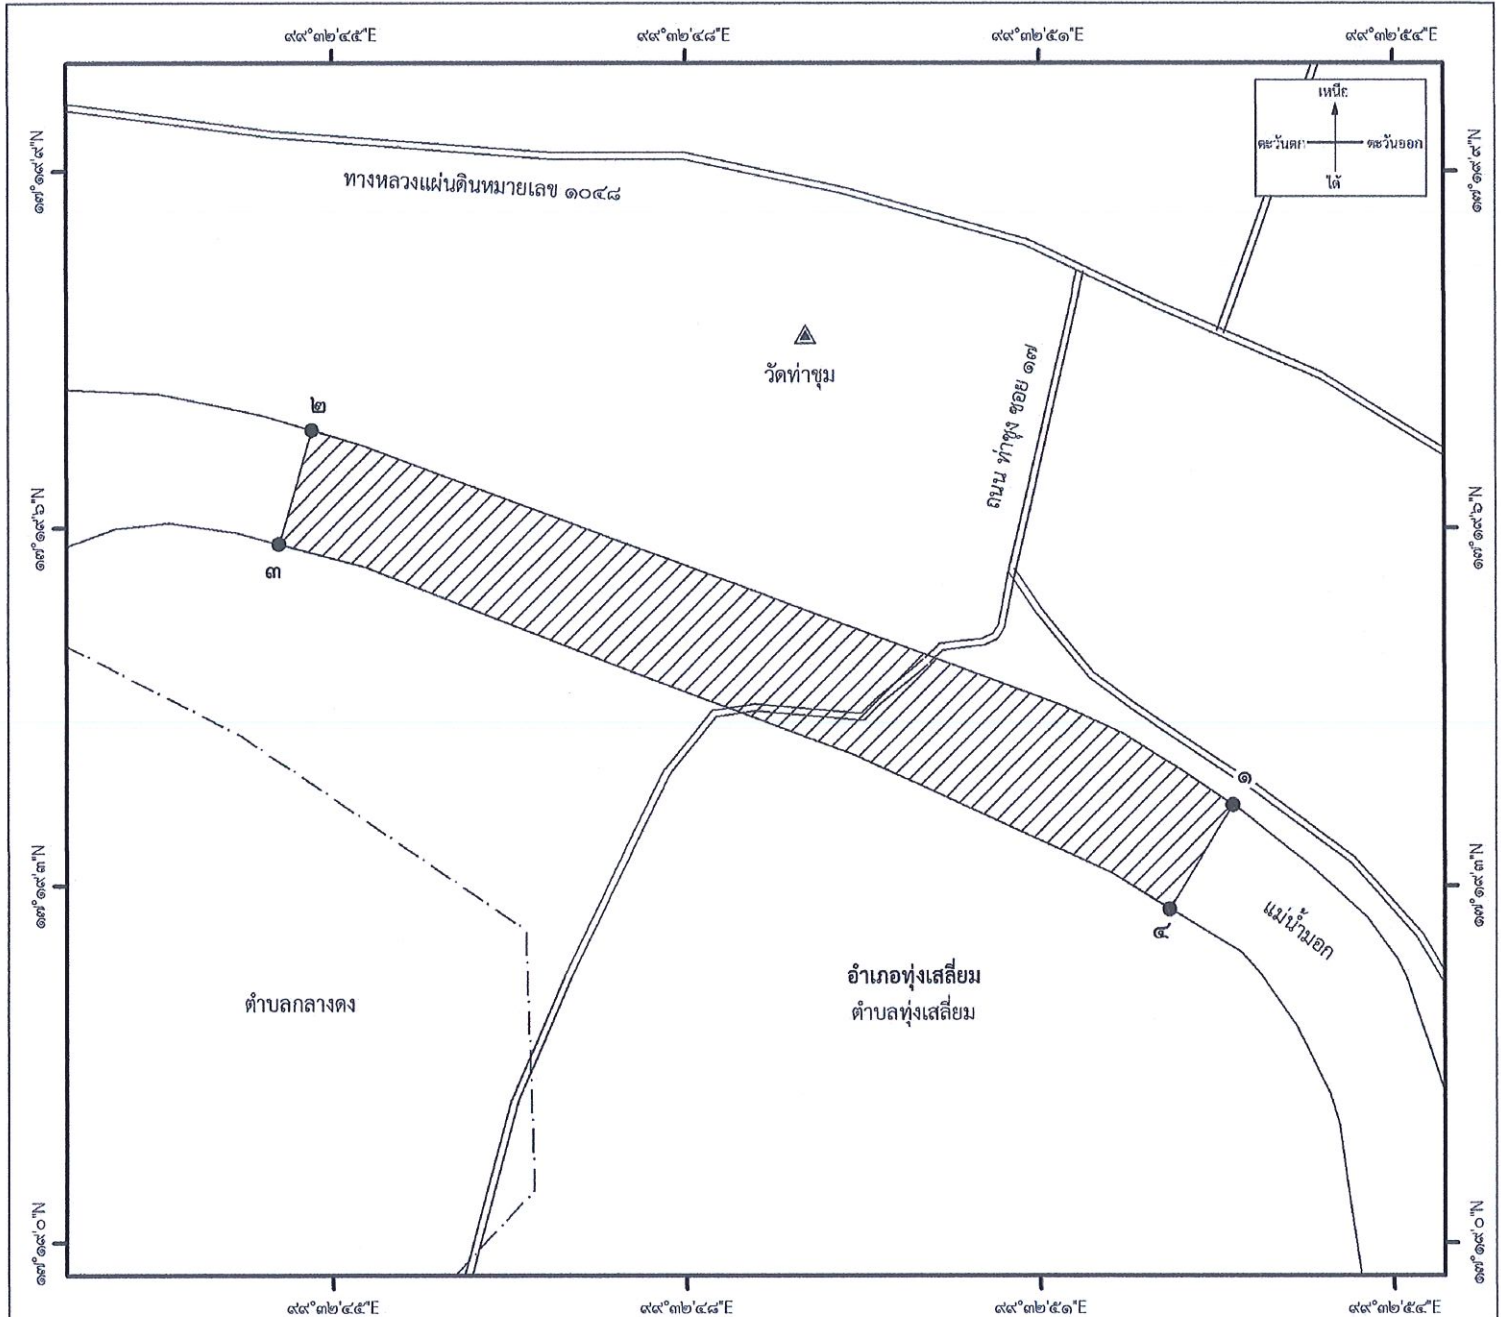 ๙๙°๓๒'๔๕"E ๙๙°๓๒'๔๘"E ๙๙°๓๒'๕๑"E ๙๙°๓๒'๕๔"E
เหนือ
ตะวันตก ตะวันออก
ใต้
๑๗°๑๙'๙"N ๑๗°๑๙'๙"N
ทางหลวงแผ่นดินหมายเลข ๑๐๔๘
วัดท่าชุม
ถนน ท่าชุง ซอย ๑๗
๒
๑๗°๑๙'๖"N ๑๗°๑๙'๖"N
๓
๑
๑๗°๑๙'๓"N ๑๗°๑๙'๓"N
๔
แม่น้ำมอก
อำเภอทุ่งเสลี่ยม
ตำบลทุ่งเสลี่ยม
ตำบลกลางดง
๑๗°๑๙'๐"N ๑๗°๑๙'๐"N
๙๙°๓๒'๔๕"E ๙๙°๓๒'๔๘"E ๙๙°๓๒'๕๑"E ๙๙°๓๒'๕๔"E